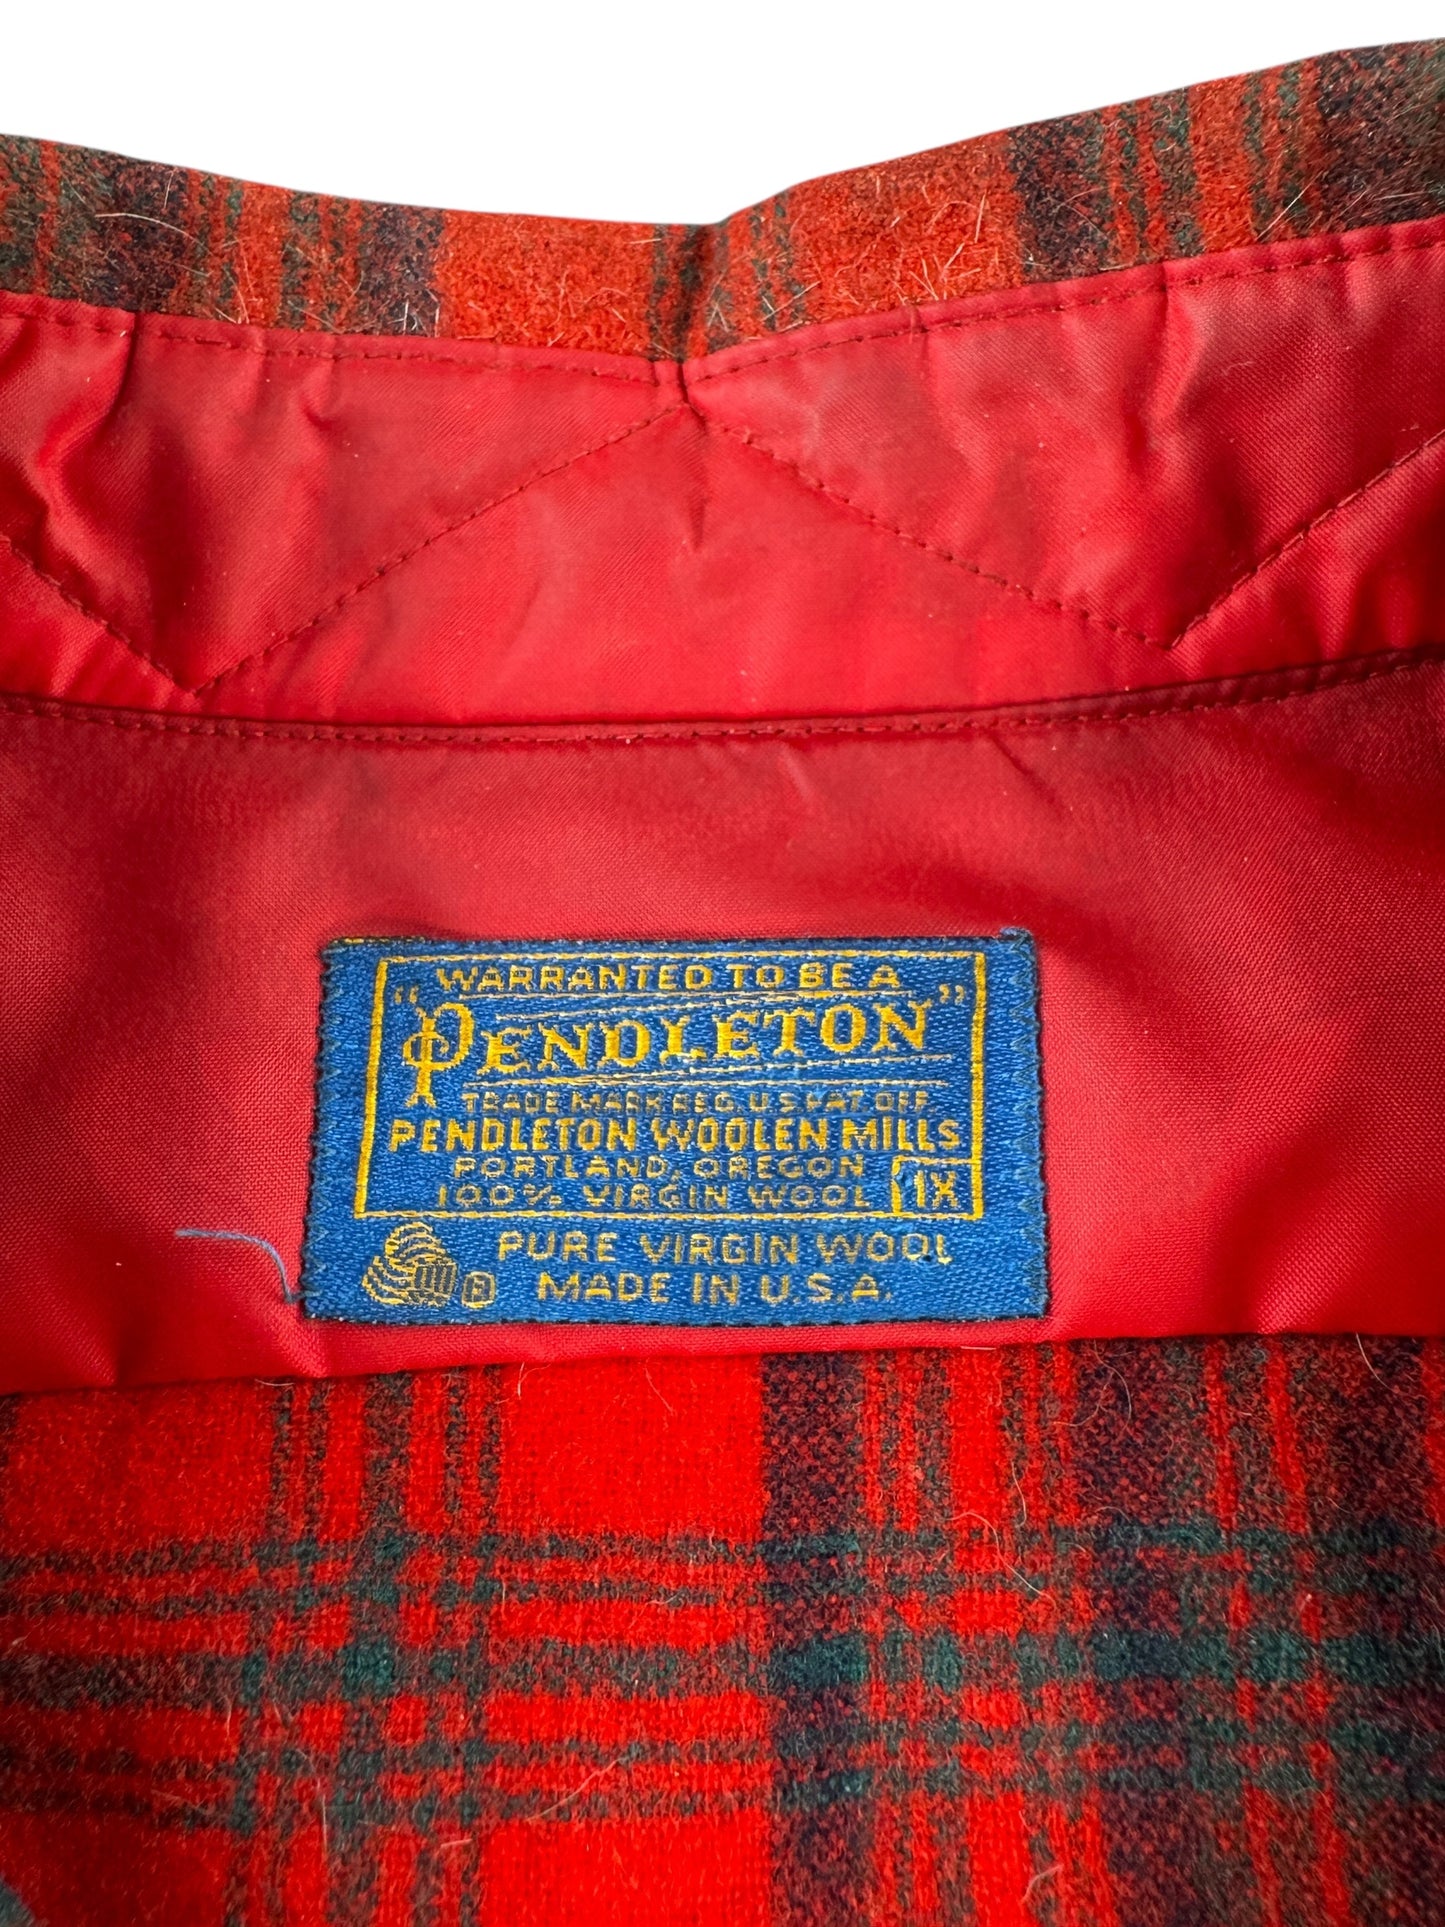 WARRANTED TO BE A
"PENDLETON"
TRADE MARK REG. U.S. PAT. OFF.
PENDLETON WOOLEN MILLS
PORTLAND, OREGON
100% VIRGIN WOOL 1X
PURE VIRGIN WOOL
® MADE IN U.S.A.